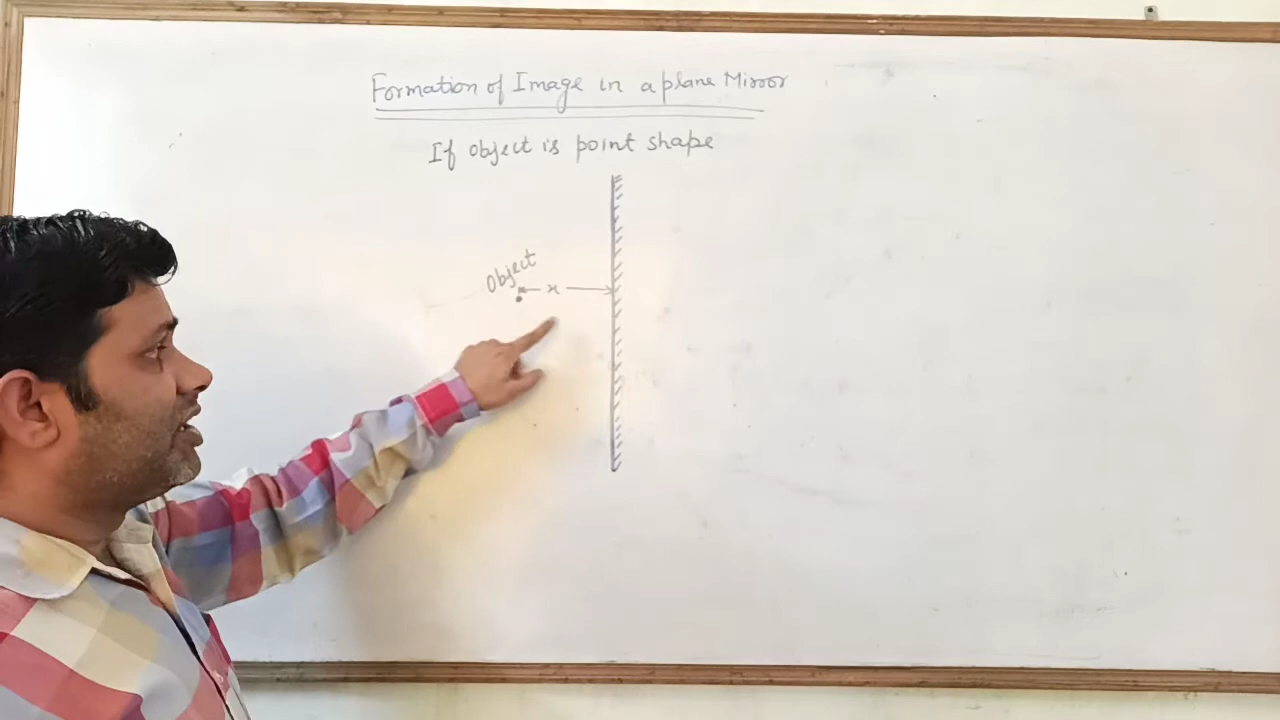 Formation of Image in a plane Mirror
If object is point shape
Object
x